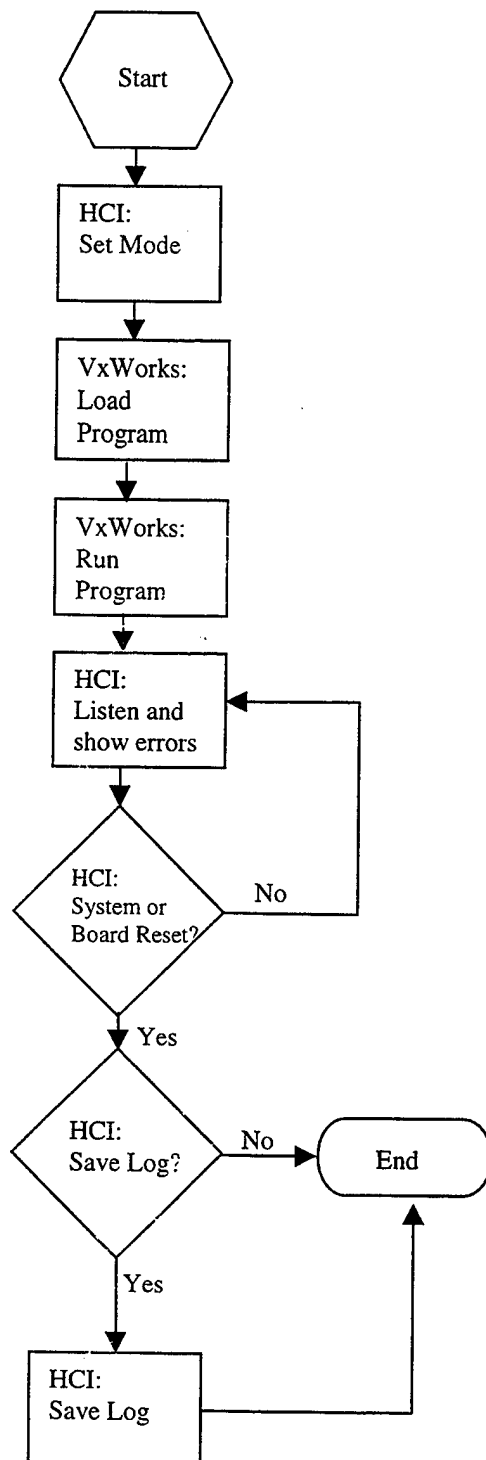 Start
HCI:
Set Mode
VxWorks:
Load
Program
VxWorks:
Run
Program
HCI:
Listen and
show errors
HCI:
System or
Board Reset?
No
Yes
HCI:
Save Log?
No
End
Yes
HCI:
Save Log